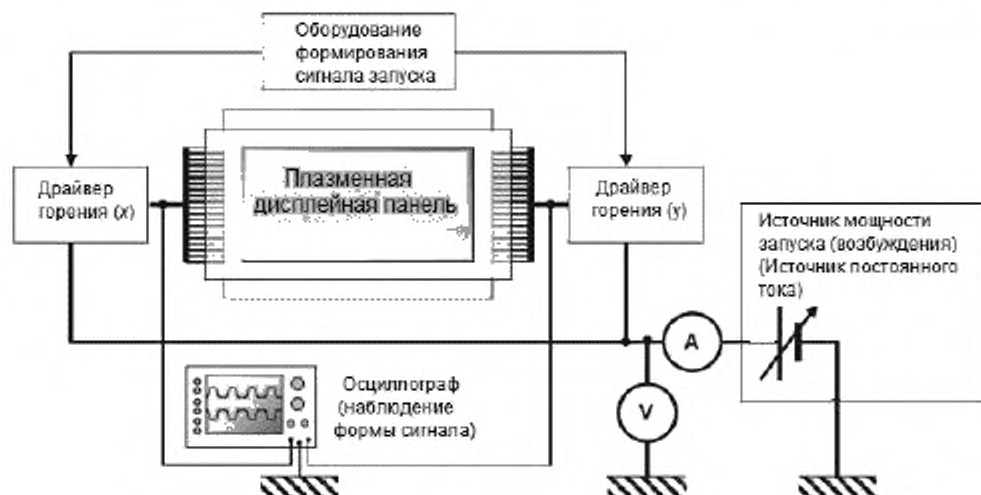 Оборудование
формирования
сигнала запуска
Драйвер
горения (x)
Плазменная
дисплейная панель
Драйвер
горения (y)
Источник мощности
запуска (возбуждения)
(Источник постоянного
тока)
A
V
Осциллограф
(наблюдение
формы сигнала)